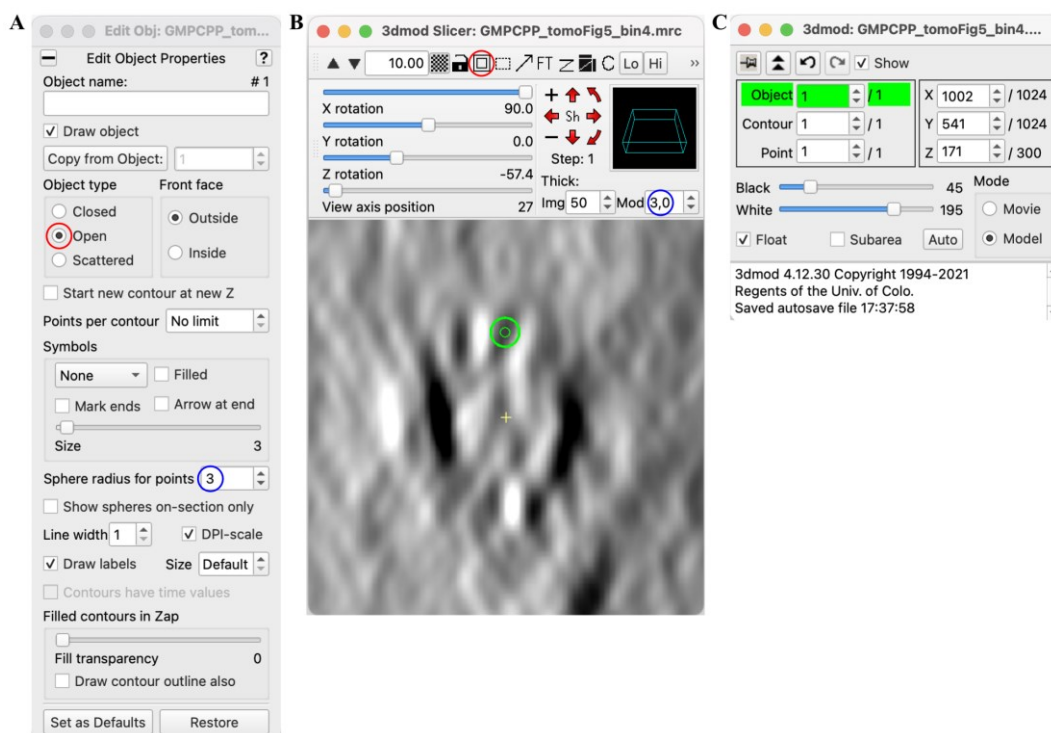 A
Edit Obj: GMPCPP_tom...
Edit Object Properties ?
Object name: # 1
Draw object
Copy from Object: 1
Object type Front face
Closed
Outside
Open
Inside
Scattered
Start new contour at new Z
Points per contour No limit
Symbols
None Filled
Mark ends Arrow at end
Size 3
Sphere radius for points 3
Show spheres on-section only
Line width 1 DPI-scale
Draw labels Size Default
Contours have time values
Filled contours in Zap
Fill transparency 0
Draw contour outline also
Set as Defaults Restore
B
3dmod Slicer: GMPCPP_tomoFig5_bin4.mrc
10.00 FT Z C Lo Hi »
X rotation 90.0
Y rotation 0.0
Z rotation -57.4
View axis position 27
Sh
Step: 1
Thick:
Img 50 Mod 3,0
C
3dmod: GMPCPP_tomoFig5_bin4....
Show
Object 1 / 1 X 1002 / 1024
Contour 1 / 1 Y 541 / 1024
Point 1 / 1 Z 171 / 300
Black 45 Mode
White 195 Movie
Float Subarea Auto Model
3dmod 4.12.30 Copyright 1994-2021
Regents of the Univ. of Colo.
Saved autosave file 17:37:58